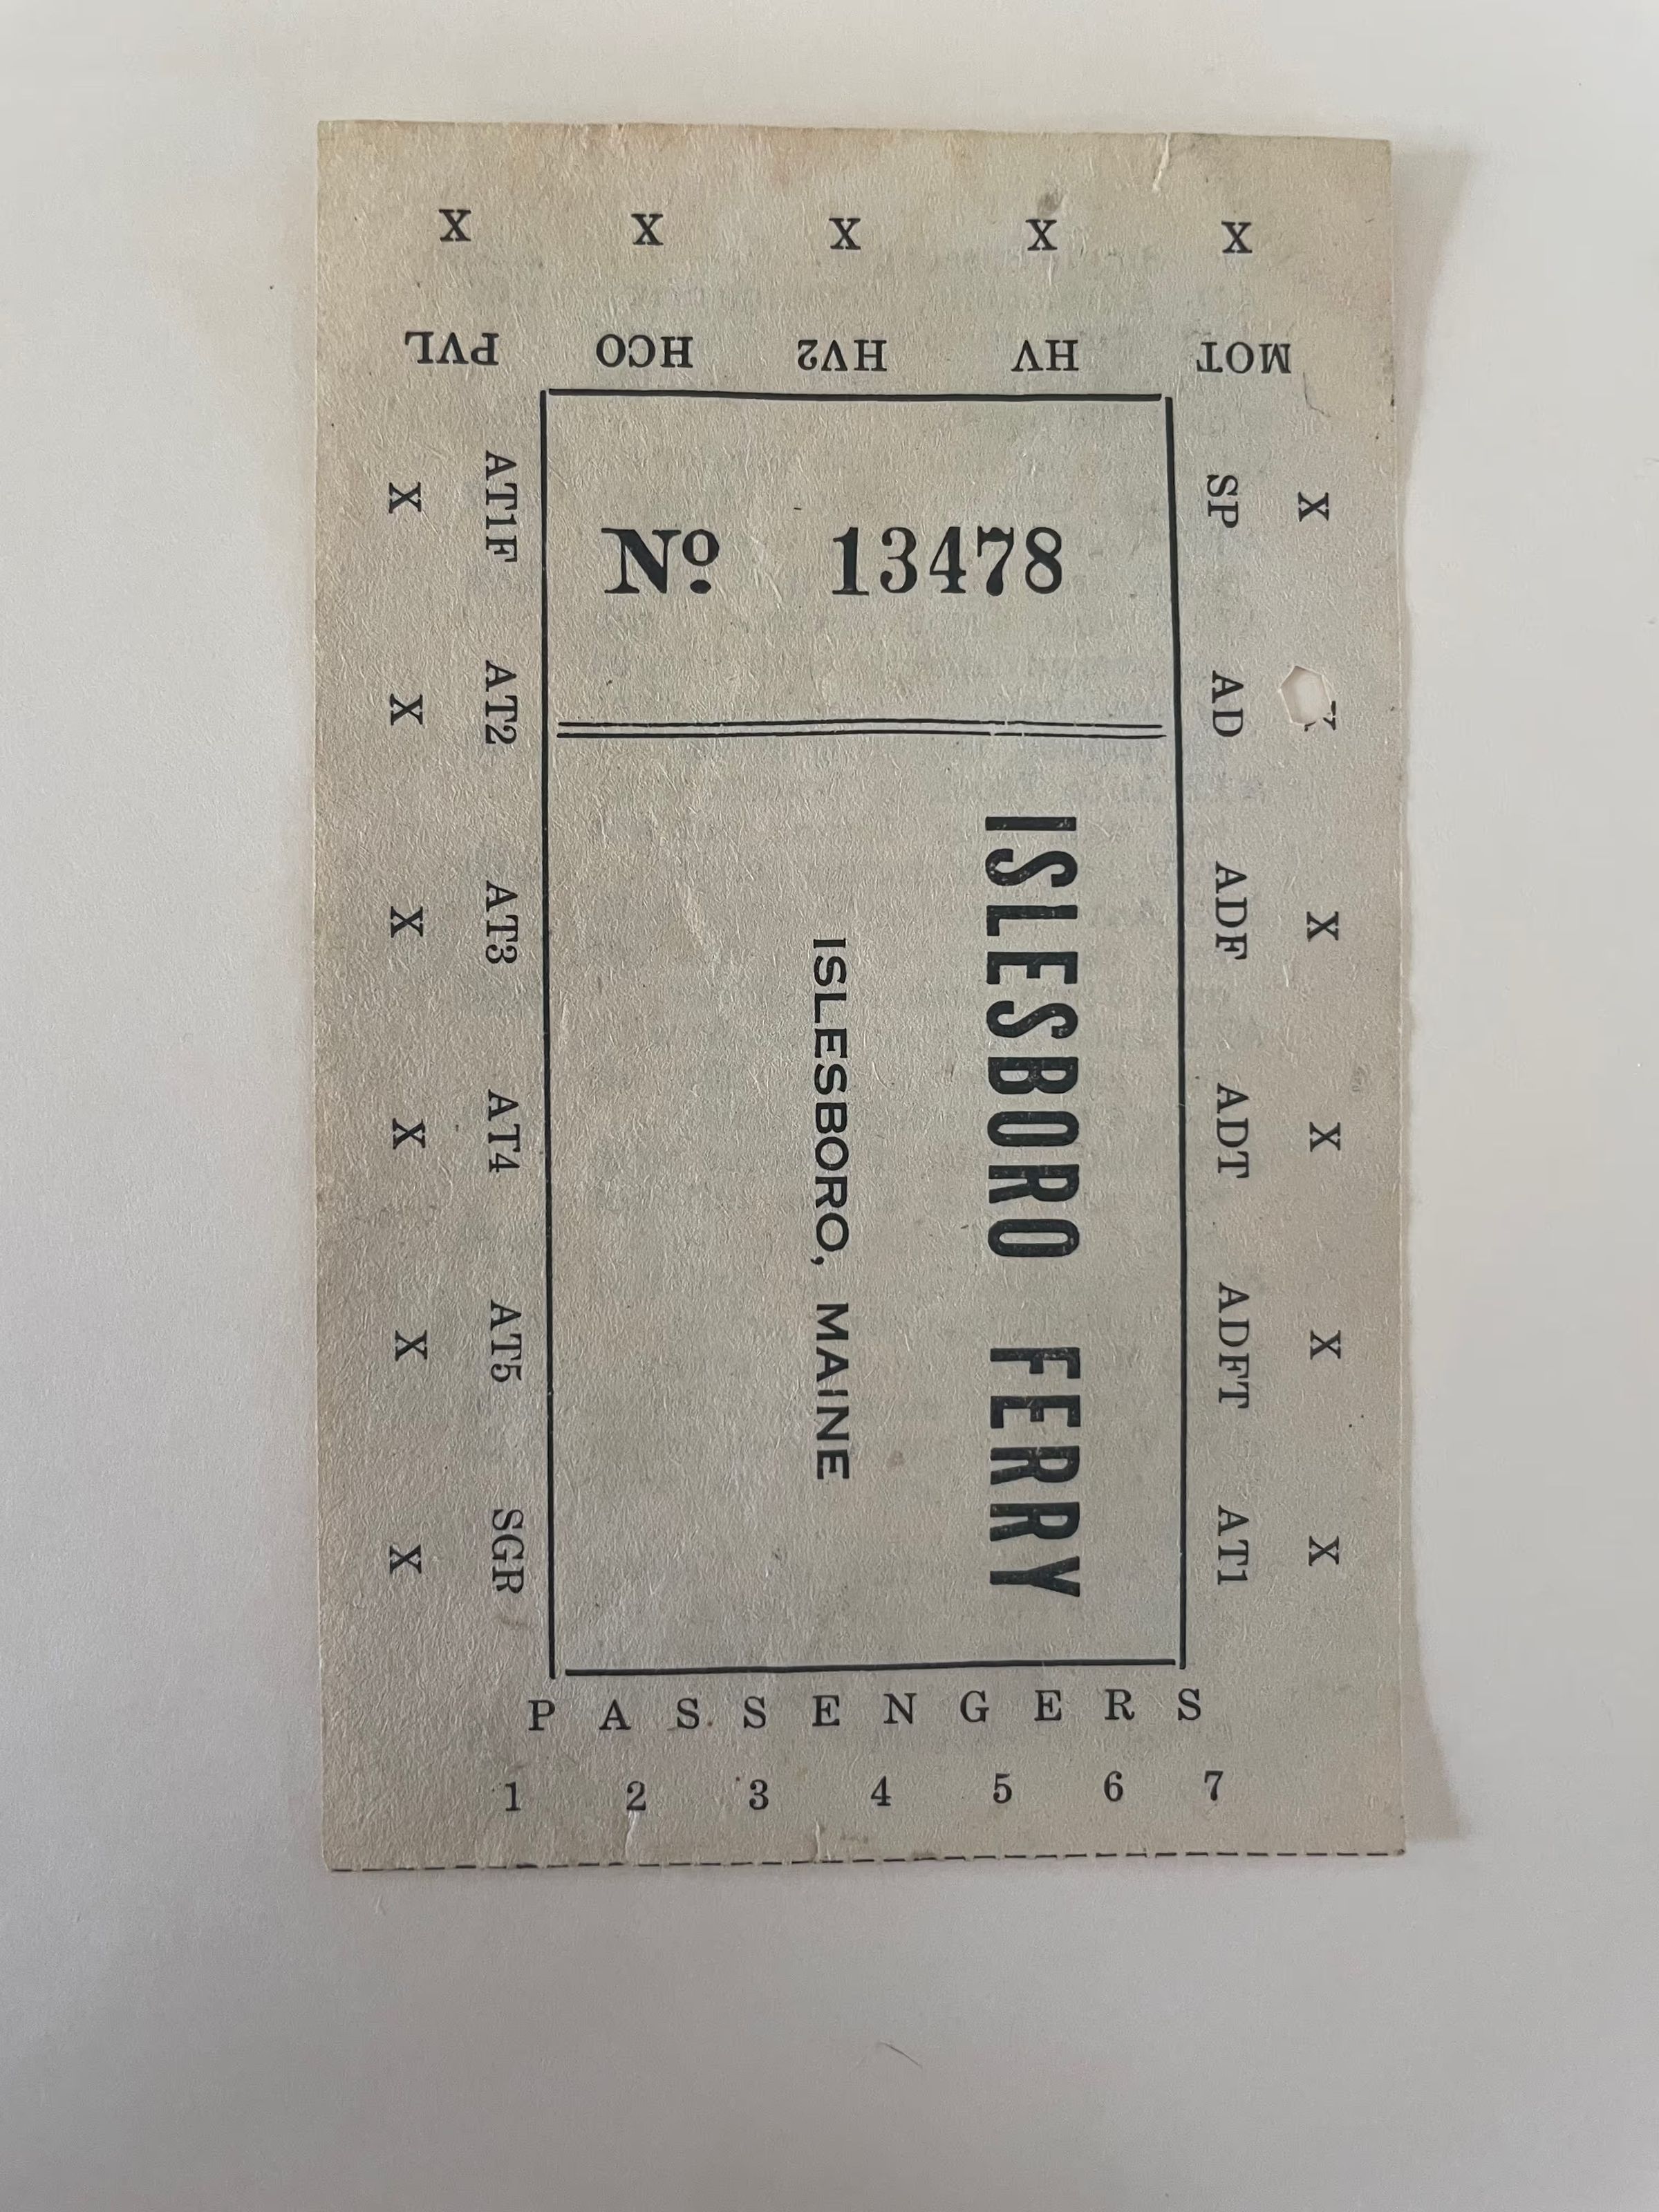 X X X X X
PVL HCO HV2 HV MOT
No. 13478
ISLESBORO FERRY
ISLESBORO, MAINE
SP X
AD
ADF X
ADT X
ADFT X
AT1 X
AT1F X
AT2 X
AT3 X
AT4 X
AT5 X
SGR X
PASSENGERS
1 2 3 4 5 6 7